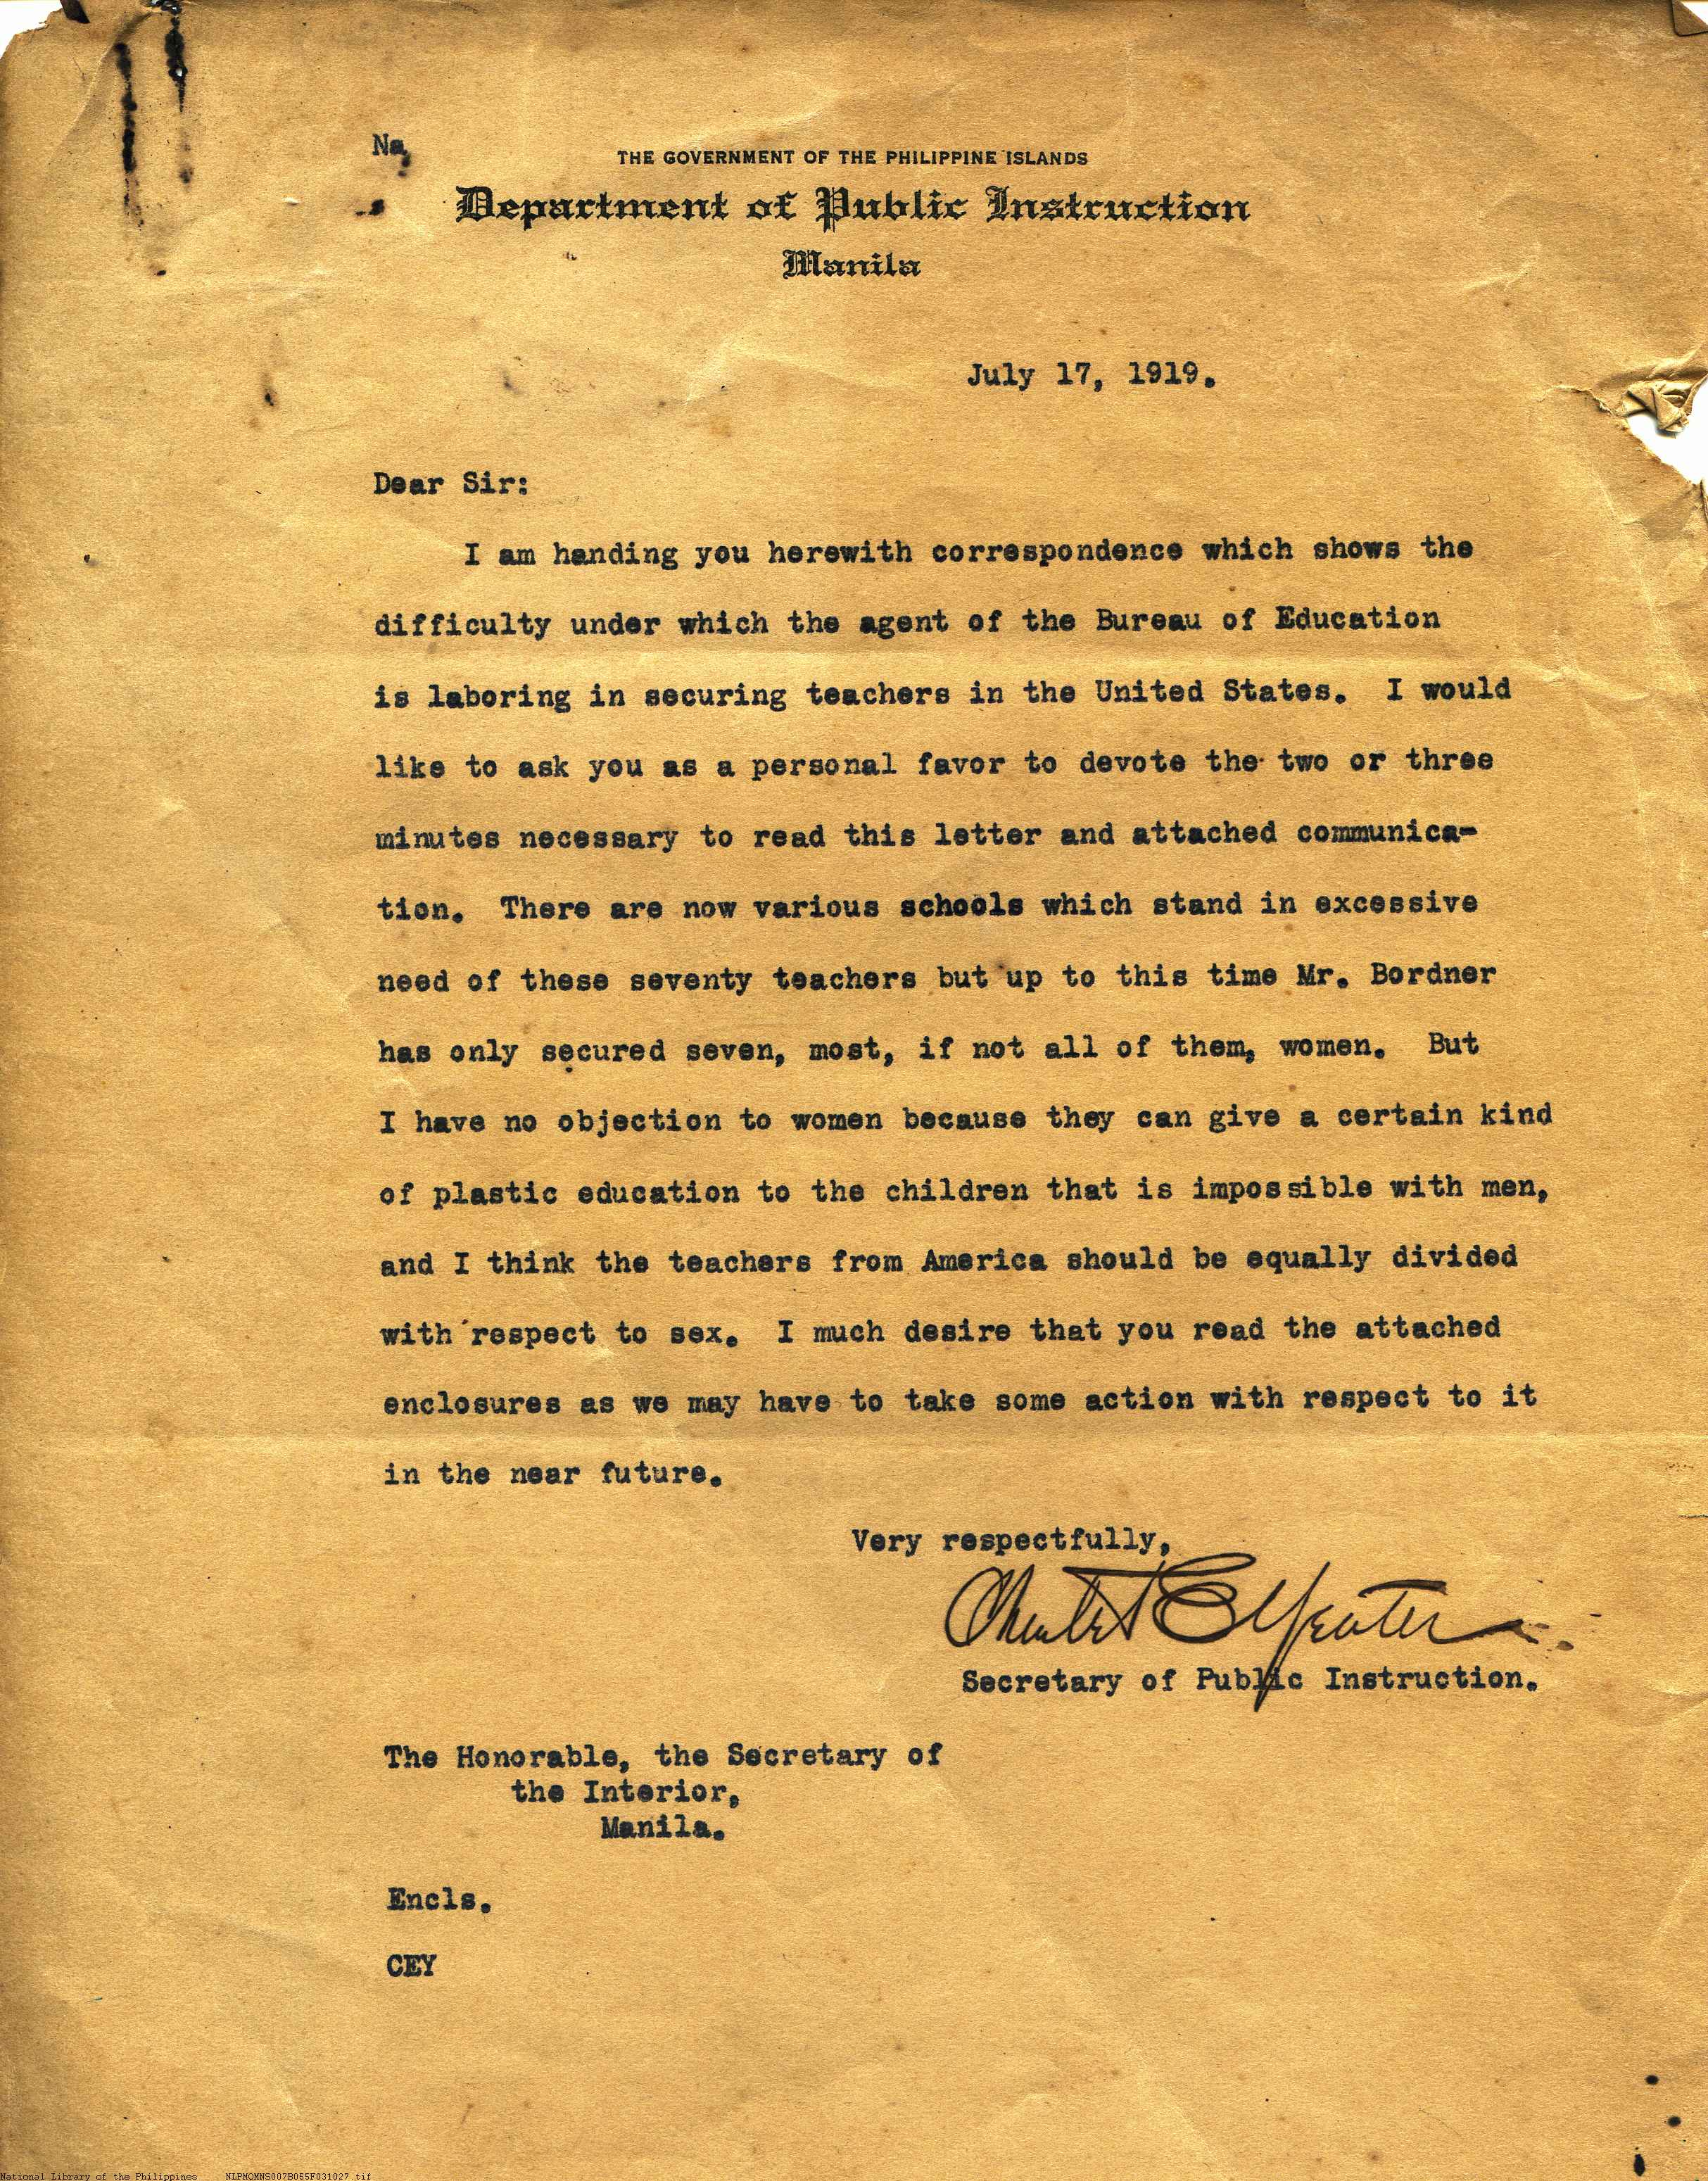 Na,
THE GOVERNMENT OF THE PHILIPPINE ISLANDS
Department of Public Instruction
Manila
July 17, 1919.
Dear Sir:
I am handing you herewith correspondence which shows the
difficulty under which the agent of the Bureau of Education
is laboring in securing teachers in the United States. I would
like to ask you as a personal favor to devote the two or three
minutes necessary to read this letter and attached communica-
tion. There are now various schools which stand in excessive
need of these seventy teachers but up to this time Mr. Bordner
has only secured seven, most, if not all of them, women. But
I have no objection to women because they can give a certain kind
of plastic education to the children that is impossible with men,
and I think the teachers from America should be equally divided
with respect to sex. I much desire that you read the attached
enclosures as we may have to take some action with respect to it
in the near future.
Very respectfully,
Charles E Yeater
Secretary of Public Instruction.
The Honorable, the Secretary of
the Interior,
Manila.
Encls.
CEY
National Library of the Philippines NLPMQMNS007B055F031027.tif